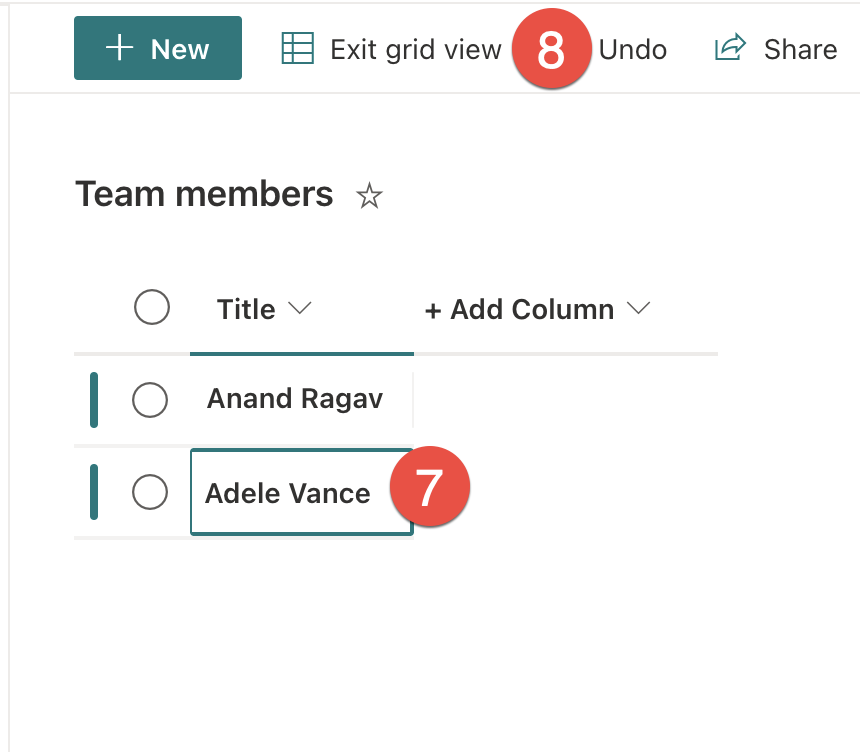 New Exit grid view 8 Undo Share
Team members
Title + Add Column
Anand Ragav
Adele Vance 7